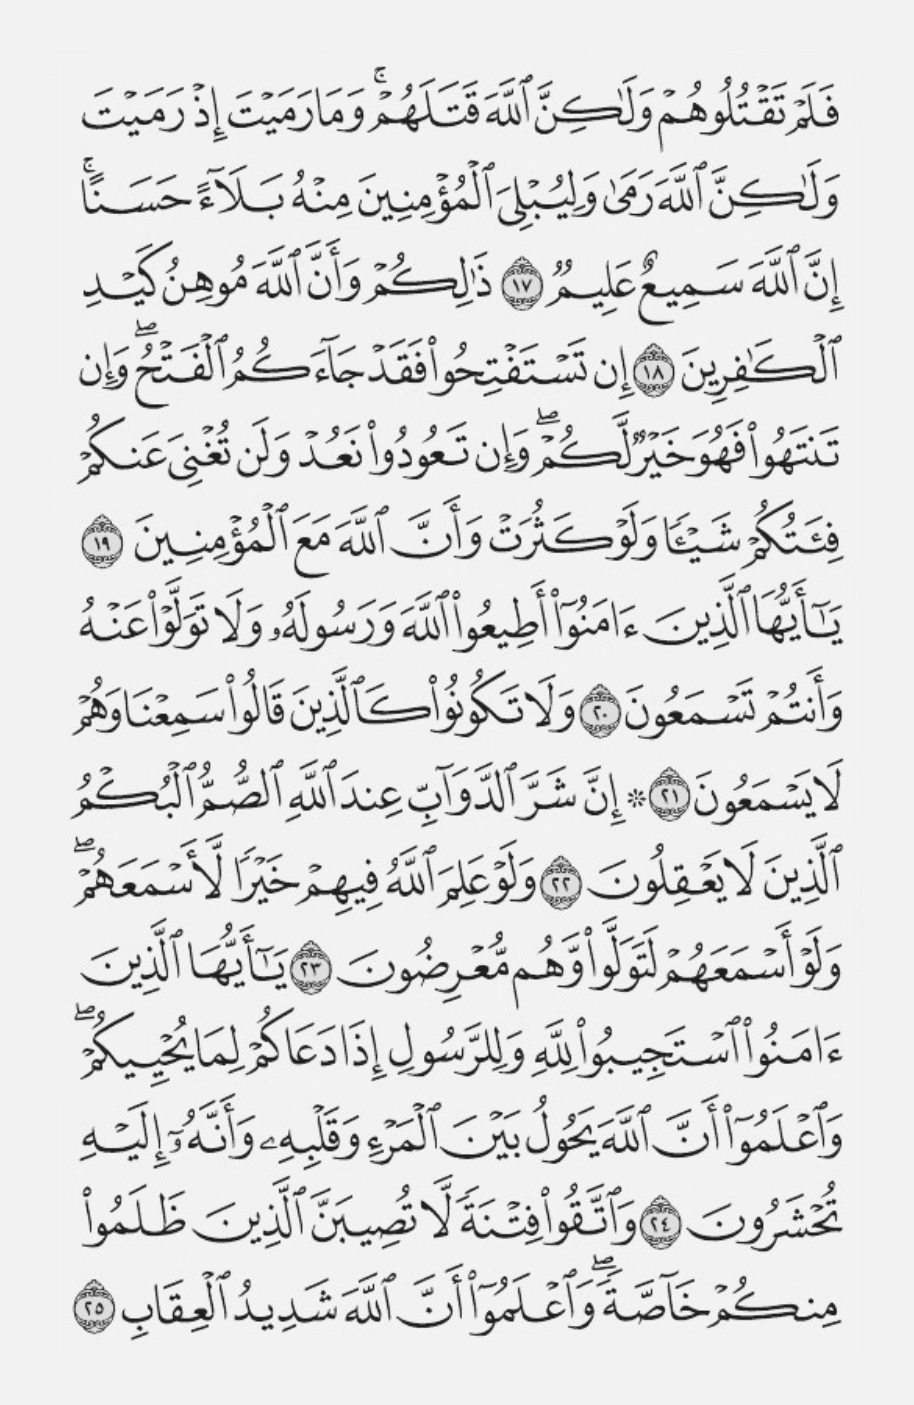 فَلَمْ تَقْتُلُوهُمْ وَلَٰكِنَّ ٱللَّهَ قَتَلَهُمْ ۚ وَمَا رَمَيْتَ إِذْ رَمَيْتَ
وَلَٰكِنَّ ٱللَّهَ رَمَىٰ وَلِيُبْلِىَ ٱلْمُؤْمِنِينَ مِنْهُ بَلَآءً حَسَنًا ۚ
إِنَّ ٱللَّهَ سَمِيعٌ عَلِيمٌ ١٧ ذَٰلِكُمْ وَأَنَّ ٱللَّهَ مُوهِنُ كَيْدِ
ٱلْكَٰفِرِينَ ١٨ إِن تَسْتَفْتِحُوا۟ فَقَدْ جَآءَكُمُ ٱلْفَتْحُ ۖ وَإِن
تَنتَهُوا۟ فَهُوَ خَيْرٌ لَّكُمْ ۖ وَإِن تَعُودُوا۟ نَعُدْ وَلَن تُغْنِىَ عَنكُمْ
فِئَتُكُمْ شَيْـًٔا وَلَوْ كَثُرَتْ وَأَنَّ ٱللَّهَ مَعَ ٱلْمُؤْمِنِينَ ١٩
يَٰٓأَيُّهَا ٱلَّذِينَ ءَامَنُوٓا۟ أَطِيعُوا۟ ٱللَّهَ وَرَسُولَهُۥ وَلَا تَوَلَّوْا۟ عَنْهُ
وَأَنتُمْ تَسْمَعُونَ ٢٠ وَلَا تَكُونُوا۟ كَٱلَّذِينَ قَالُوا۟ سَمِعْنَا وَهُمْ
لَا يَسْمَعُونَ ٢١ ۞ إِنَّ شَرَّ ٱلدَّوَآبِّ عِندَ ٱللَّهِ ٱلصُّمُّ ٱلْبُكْمُ
ٱلَّذِينَ لَا يَعْقِلُونَ ٢٢ وَلَوْ عَلِمَ ٱللَّهُ فِيهِمْ خَيْرًا لَّأَسْمَعَهُمْ ۖ
وَلَوْ أَسْمَعَهُمْ لَتَوَلَّوا۟ وَّهُم مُّعْرِضُونَ ٢٣ يَٰٓأَيُّهَا ٱلَّذِينَ
ءَامَنُوا۟ ٱسْتَجِيبُوا۟ لِلَّهِ وَلِلرَّسُولِ إِذَا دَعَاكُمْ لِمَا يُحْيِيكُمْ ۖ
وَٱعْلَمُوٓا۟ أَنَّ ٱللَّهَ يَحُولُ بَيْنَ ٱلْمَرْءِ وَقَلْبِهِۦ وَأَنَّهُۥٓ إِلَيْهِ
تُحْشَرُونَ ٢٤ وَٱتَّقُوا۟ فِتْنَةً لَّا تُصِيبَنَّ ٱلَّذِينَ ظَلَمُوا۟
مِنكُمْ خَآصَّةً ۖ وَٱعْلَمُوٓا۟ أَنَّ ٱللَّهَ شَدِيدُ ٱلْعِقَابِ ٢٥